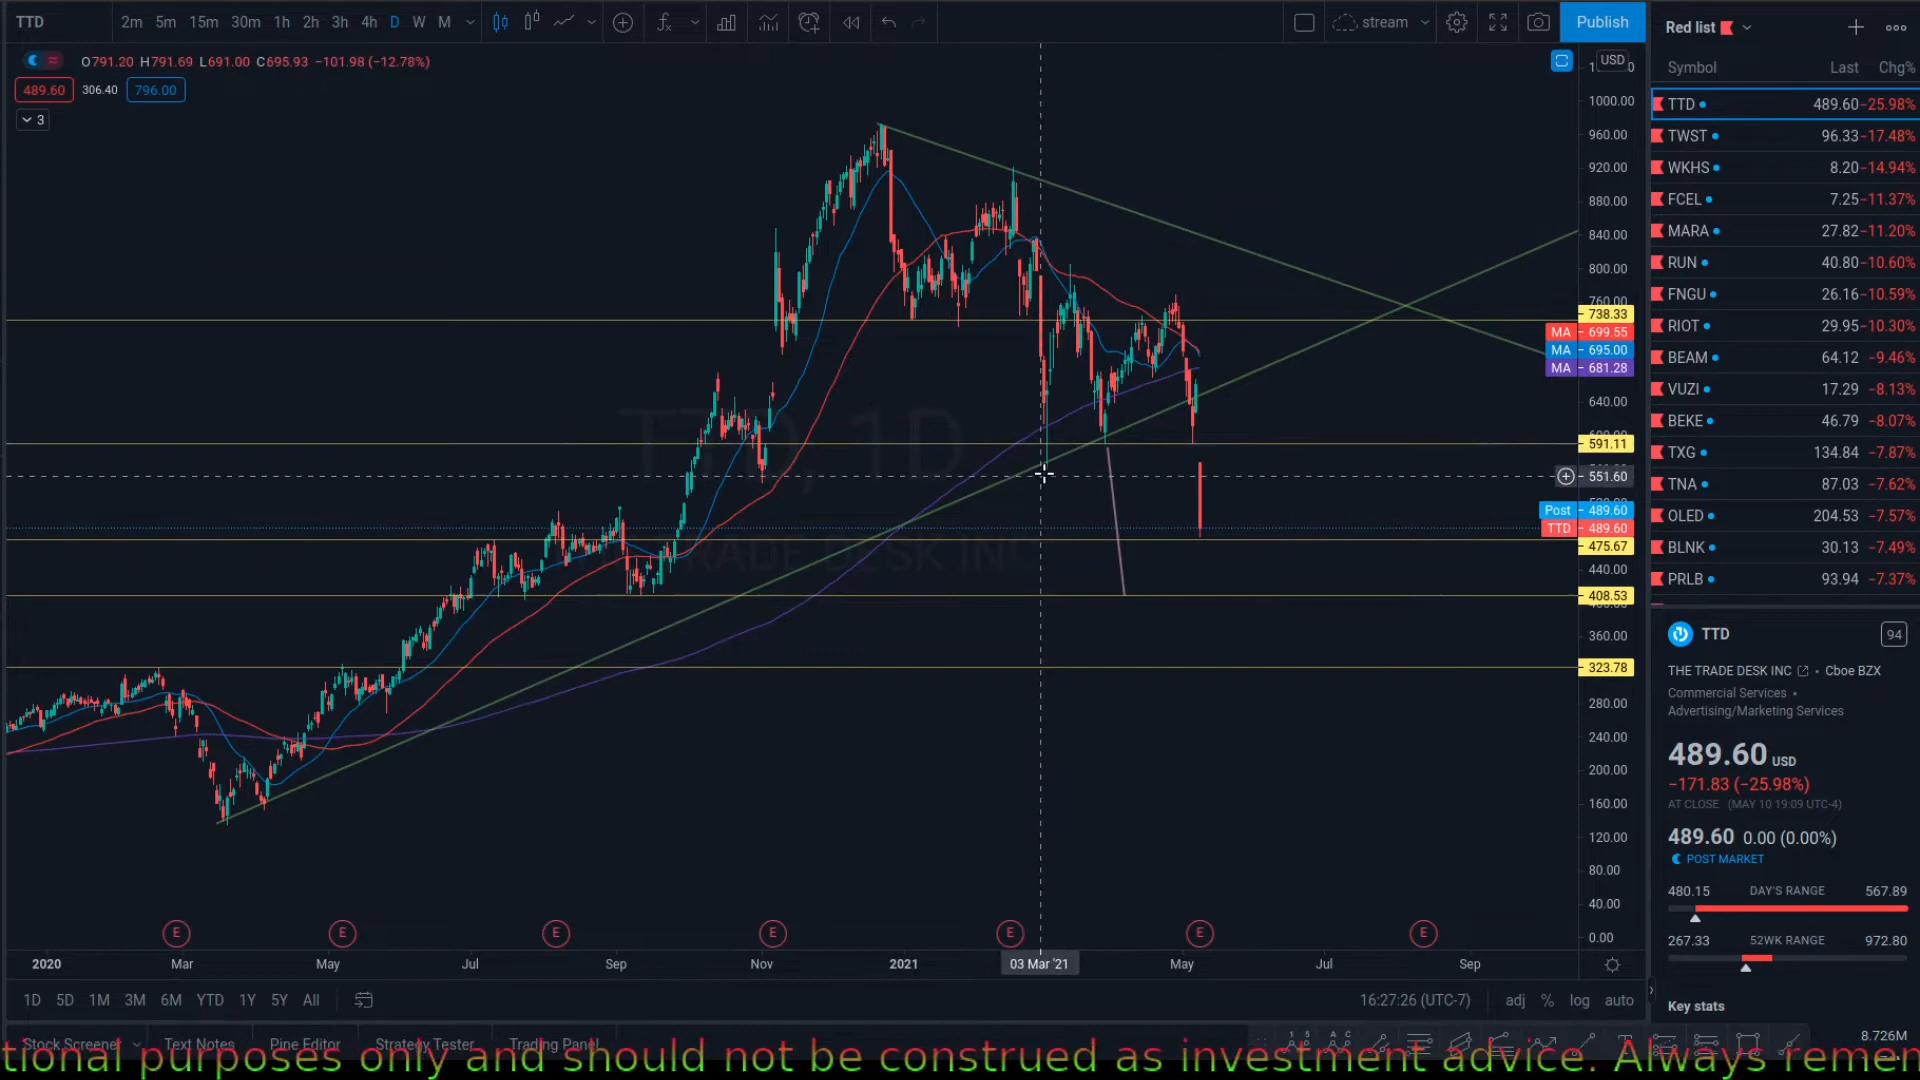 TTD 2m 5m 15m 30m 1h 2h 3h 4h D W M stream Publish
O791.20 H791.69 L691.00 C695.93 −101.98 (−12.78%)
489.60 306.40 796.00
3
TTD, 1D
TRADE DESK INC
USD
1000.00
960.00
920.00
880.00
840.00
800.00
760.00
738.33
MA 699.55
MA 695.00
MA 681.28
640.00
591.11
551.60
Post 489.60
TTD 489.60
475.67
440.00
408.53
360.00
323.78
280.00
240.00
200.00
160.00
120.00
80.00
40.00
0.00
E E E E E E E
2020 Mar May Jul Sep Nov 2021 03 Mar '21 May Jul Sep
1D 5D 1M 3M 6M YTD 1Y 5Y All 16:27:26 (UTC-7) adj % log auto
Stock Screener Text Notes Pine Editor Strategy Tester Trading Panel
Red list
Symbol Last Chg%
TTD 489.60 −25.98%
TWST 96.33 −17.48%
WKHS 8.20 −14.94%
FCEL 7.25 −11.37%
MARA 27.82 −11.20%
RUN 40.80 −10.60%
FNGU 26.16 −10.59%
RIOT 29.95 −10.30%
BEAM 64.12 −9.46%
VUZI 17.29 −8.13%
BEKE 46.79 −8.07%
TXG 134.84 −7.87%
TNA 87.03 −7.62%
OLED 204.53 −7.57%
BLNK 30.13 −7.49%
PRLB 93.94 −7.37%
TTD 94
THE TRADE DESK INC • Cboe BZX
Commercial Services •
Advertising/Marketing Services
489.60 USD
−171.83 (−25.98%)
AT CLOSE (MAY 10 19:09 UTC-4)
489.60 0.00 (0.00%)
POST MARKET
480.15 DAY'S RANGE 567.89
267.33 52WK RANGE 972.80
Key stats
8.726M
tional purposes only and should not be construed as investment advice. Always remen